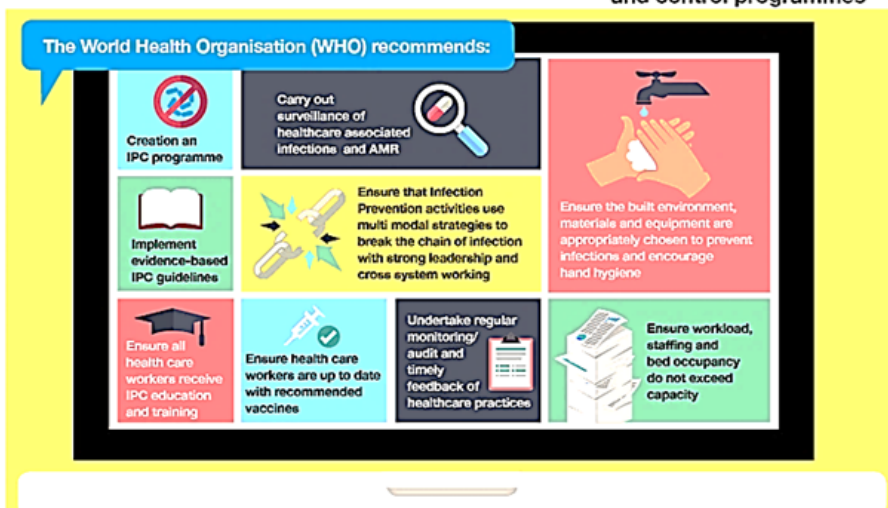 and control programmes
The World Health Organisation (WHO) recommends:
Creation an
IPC programme
Carry out
surveillance of
healthcare associated
infections and AMR
Ensure the built environment,
materials and equipment are
appropriately chosen to prevent
infections and encourage
hand hygiene
Implement
evidence-based
IPC guidelines
Ensure that Infection
Prevention activities use
multi modal strategies to
break the chain of infection
with strong leadership and
cross system working
Ensure all
health care
workers receive
IPC education
and training
Ensure health care
workers are up to date
with recommended
vaccines
Undertake regular
monitoring/
audit and
timely
feedback of
healthcare practices
Ensure workload,
staffing and
bed occupancy
do not exceed
capacity